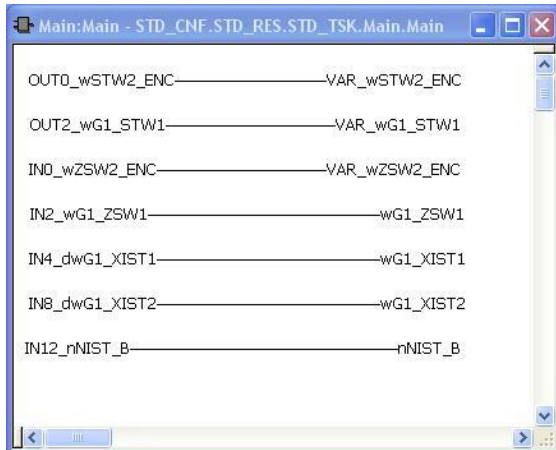 Main:Main - STD_CNF.STD_RES.STD_TSK.Main.Main
OUT0_wSTW2_ENC VAR_wSTW2_ENC
OUT2_wG1_STW1 VAR_wG1_STW1
IN0_wZSW2_ENC VAR_wZSW2_ENC
IN2_wG1_ZSW1 wG1_ZSW1
IN4_dwG1_XIST1 wG1_XIST1
IN8_dwG1_XIST2 wG1_XIST2
IN12_nNIST_B nNIST_B